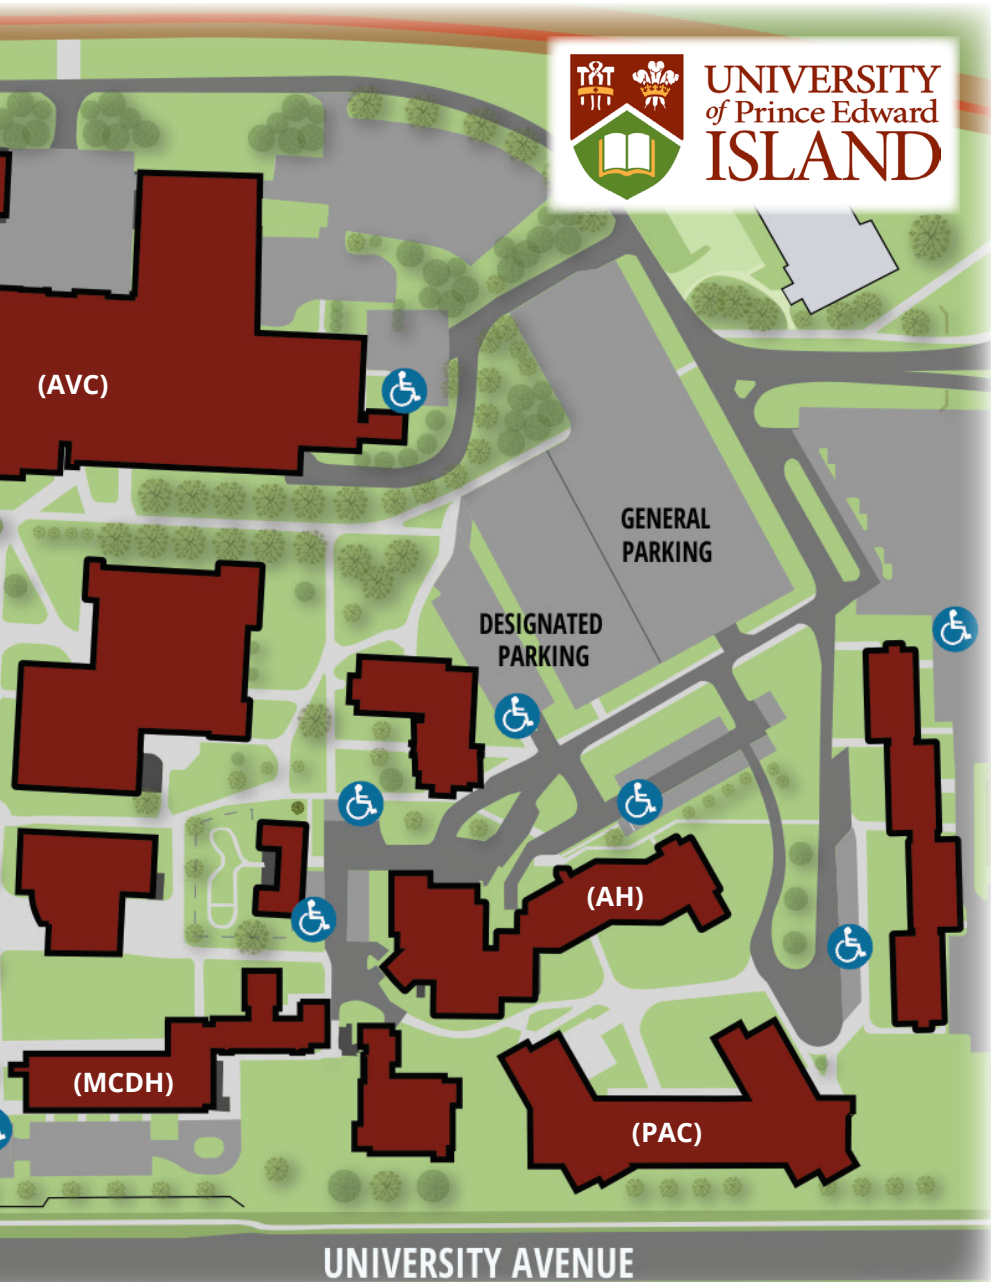 UNIVERSITY
of Prince Edward
ISLAND
(AVC)
GENERAL
PARKING
DESIGNATED
PARKING
(AH)
(MCDH)
(PAC)
UNIVERSITY AVENUE